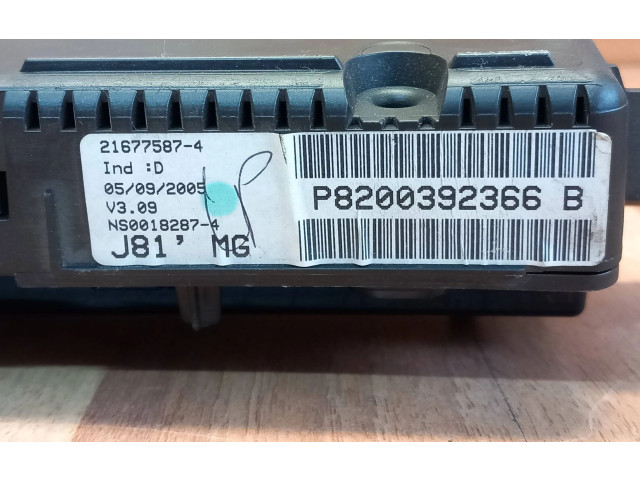 21677587-4
Ind :D
05/09/2005
V3.09
NS0018287-4
J81' MG
P8200392366 B